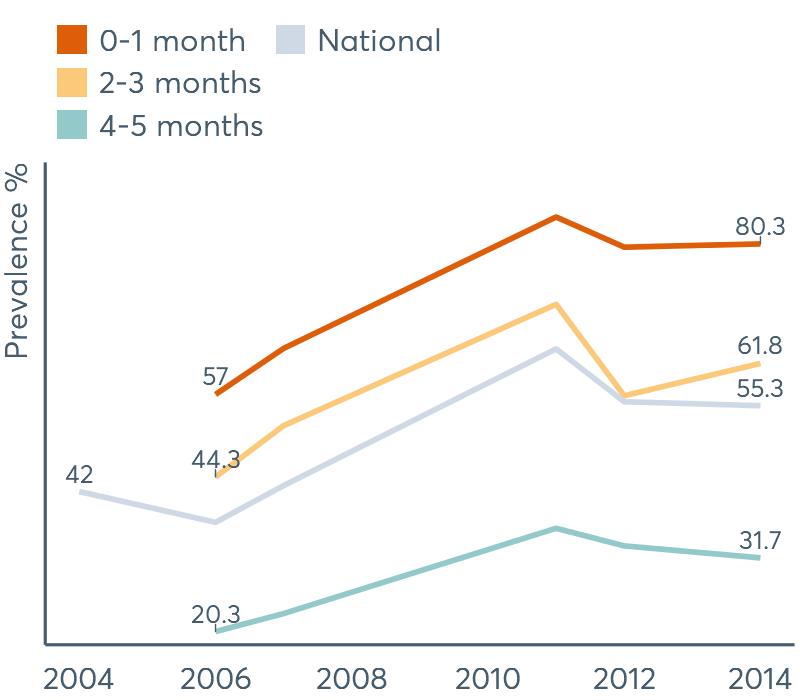 0-1 month
National
2-3 months
4-5 months
Prevalence %
80.3
57
61.8
55.3
44.3
42
31.7
20.3
2004 2006 2008 2010 2012 2014